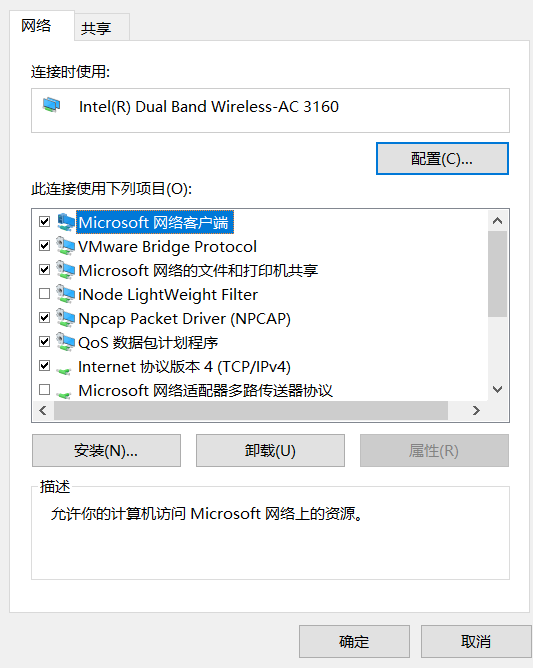 网络
共享
连接时使用:
Intel(R) Dual Band Wireless-AC 3160
配置(C)...
此连接使用下列项目(O):
Microsoft 网络客户端
VMware Bridge Protocol
Microsoft 网络的文件和打印机共享
iNode LightWeight Filter
Npcap Packet Driver (NPCAP)
QoS 数据包计划程序
Internet 协议版本 4 (TCP/IPv4)
Microsoft 网络适配器多路传送器协议
安装(N)...
卸载(U)
属性(R)
描述
允许你的计算机访问 Microsoft 网络上的资源。
确定
取消